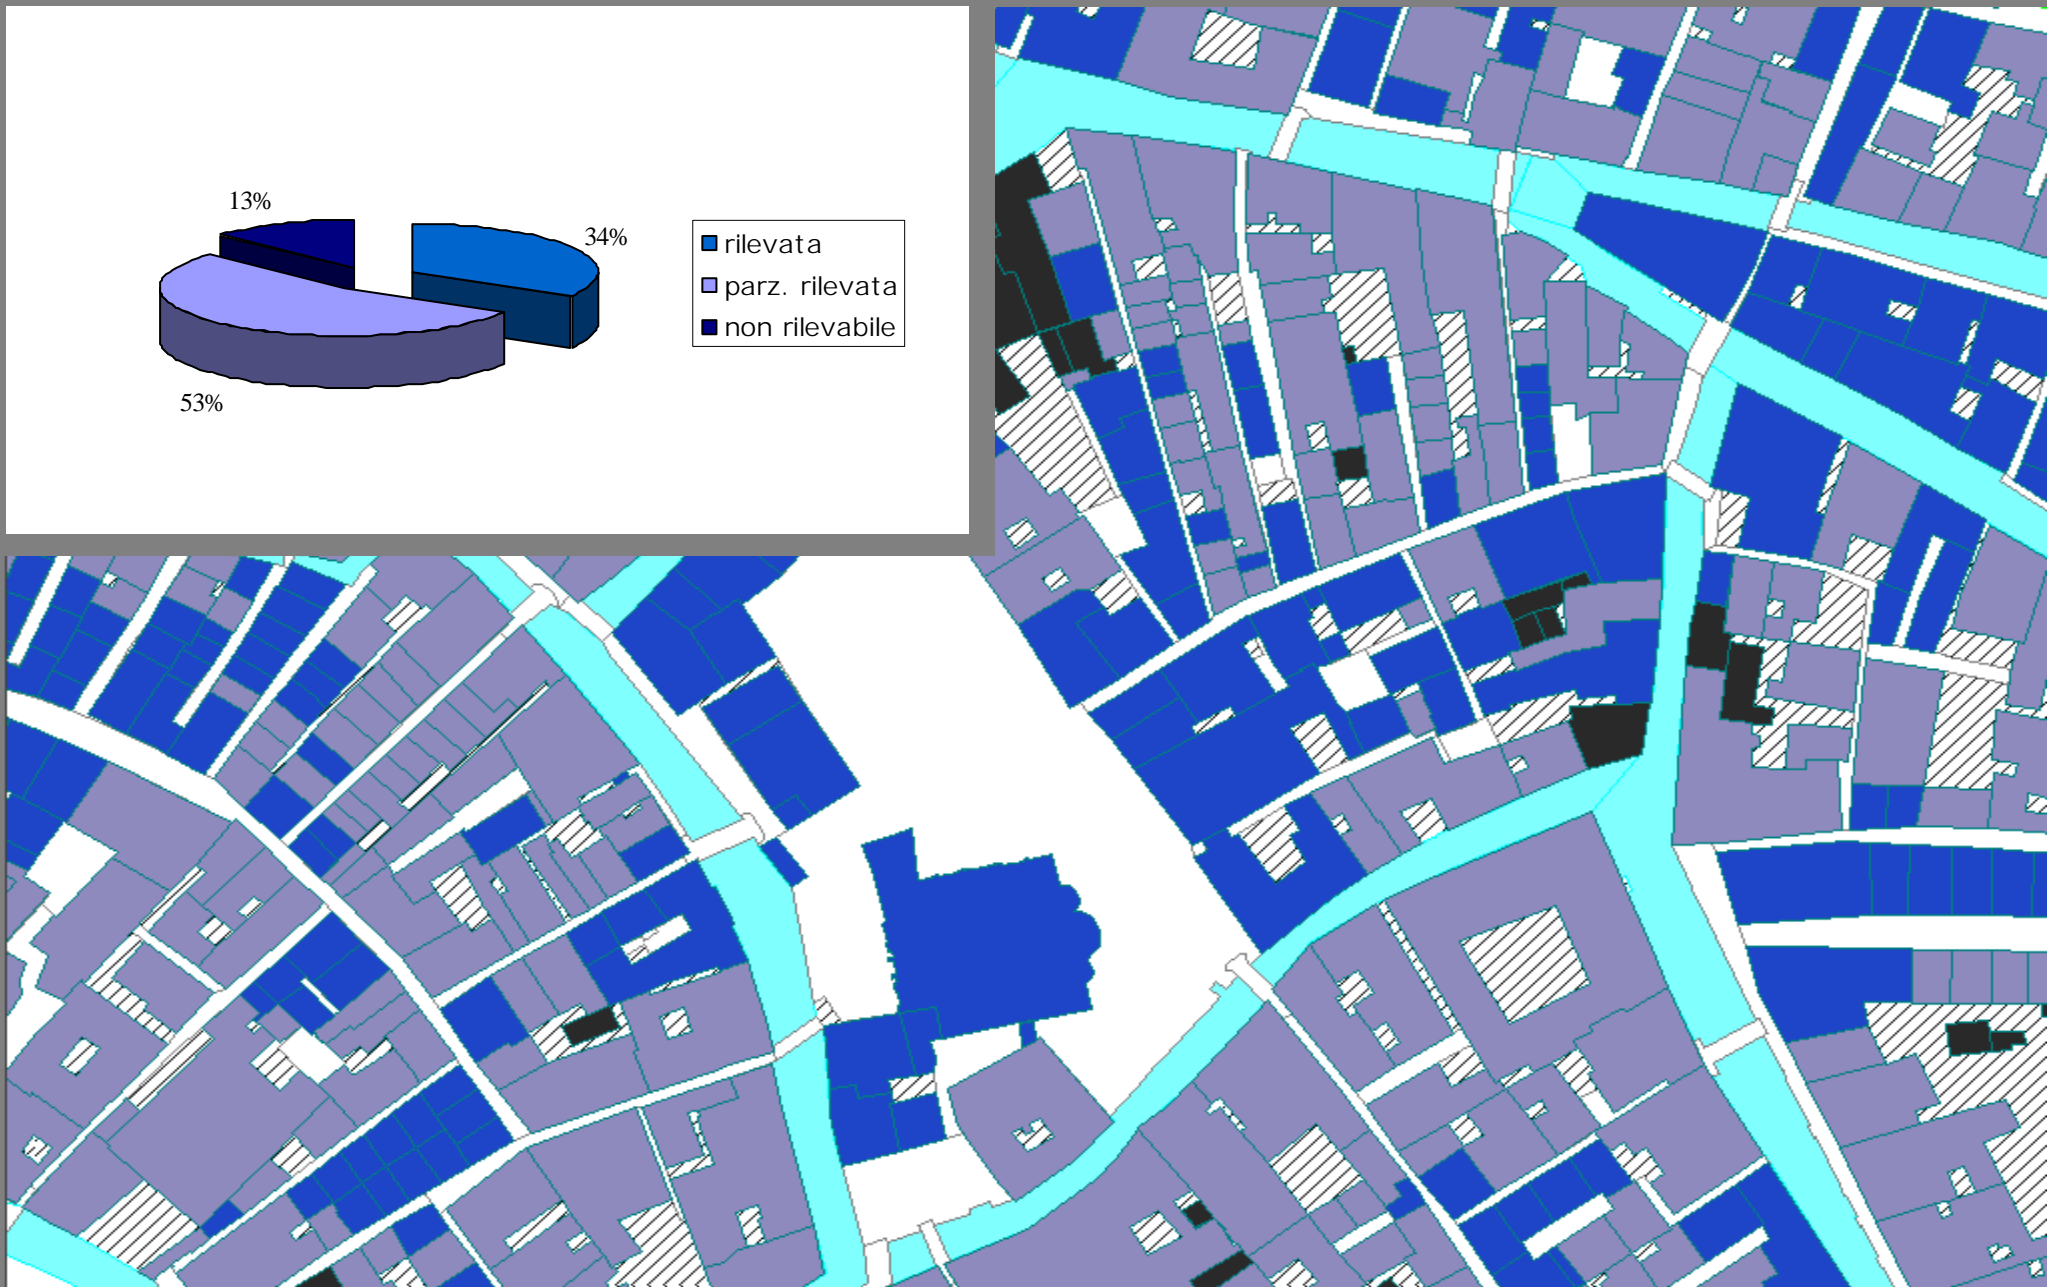 13%
34%
53%
rilevata
parz. rilevata
non rilevabile